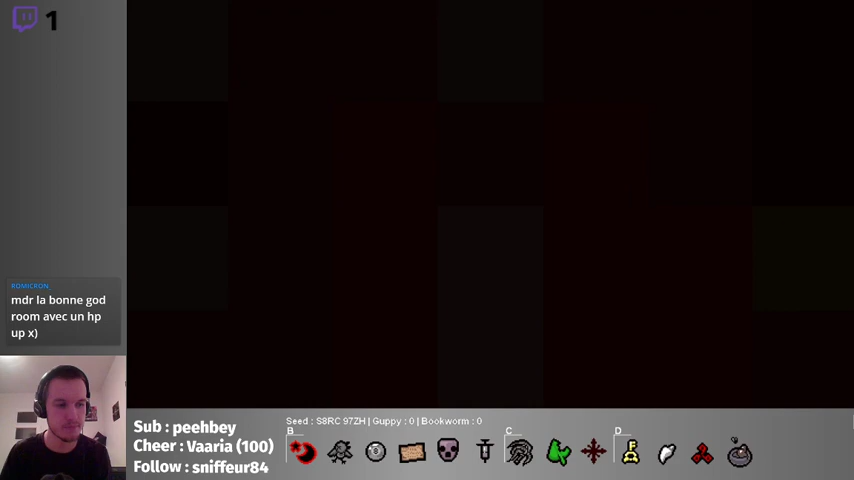 1
ROMICRON_
mdr la bonne god
room avec un hp
up x)
Sub : peehbey
Cheer : Vaaria (100)
Follow : sniffeur84
Seed : S8RC 97ZH | Guppy : 0 | Bookworm : 0
B
C
D